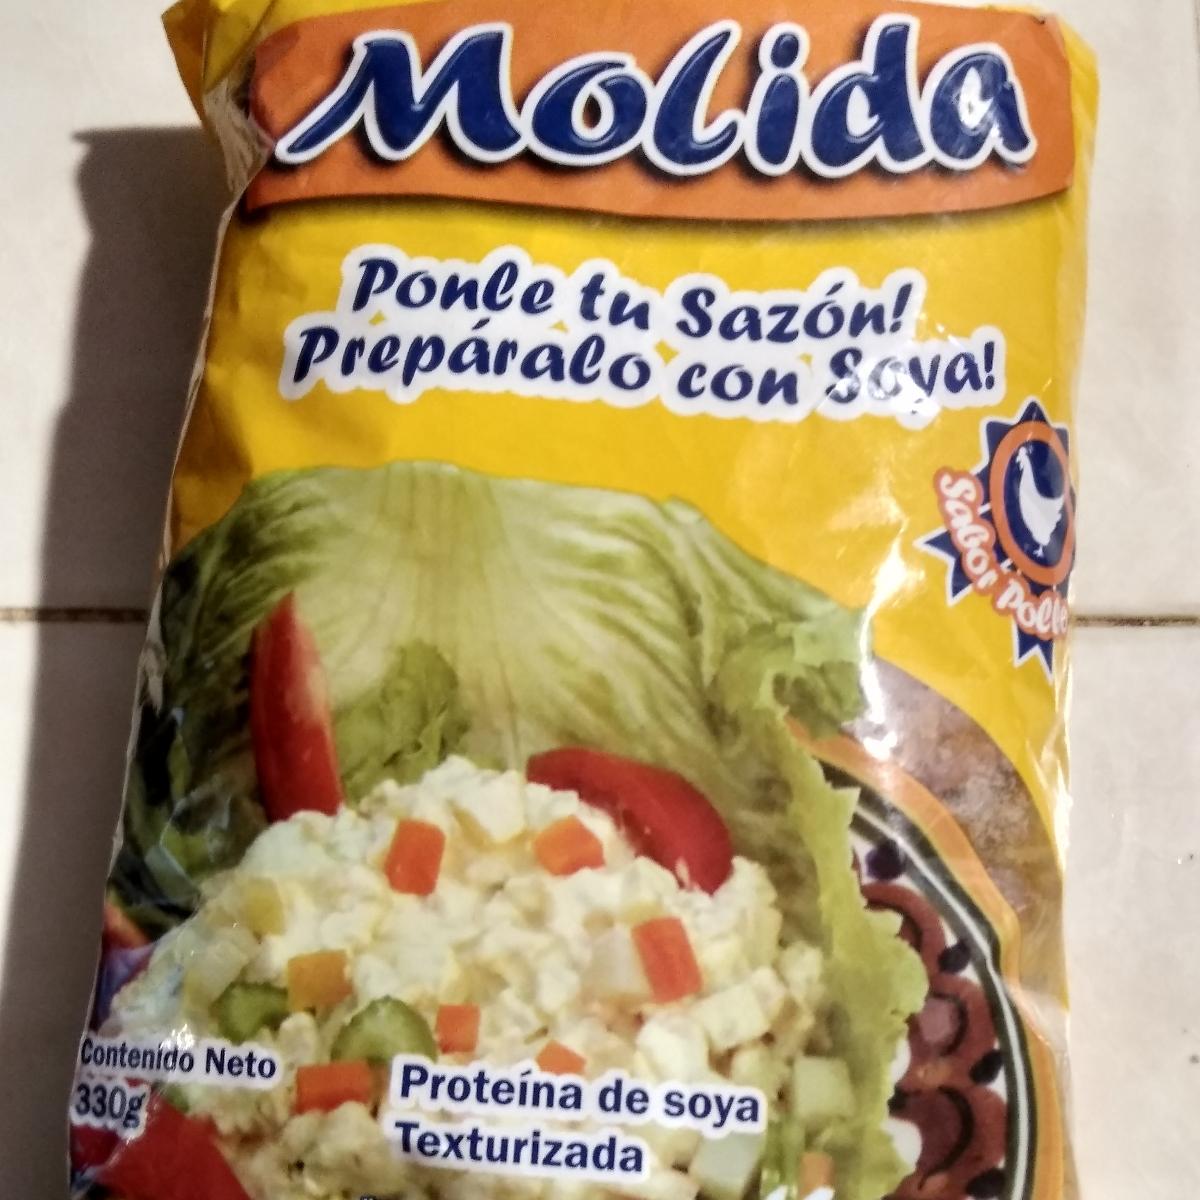 Molida
Ponle tu Sazón!
Prepáralo con Soya!
Sabor Pollo
Contenido Neto
330g
Proteína de soya
Texturizada